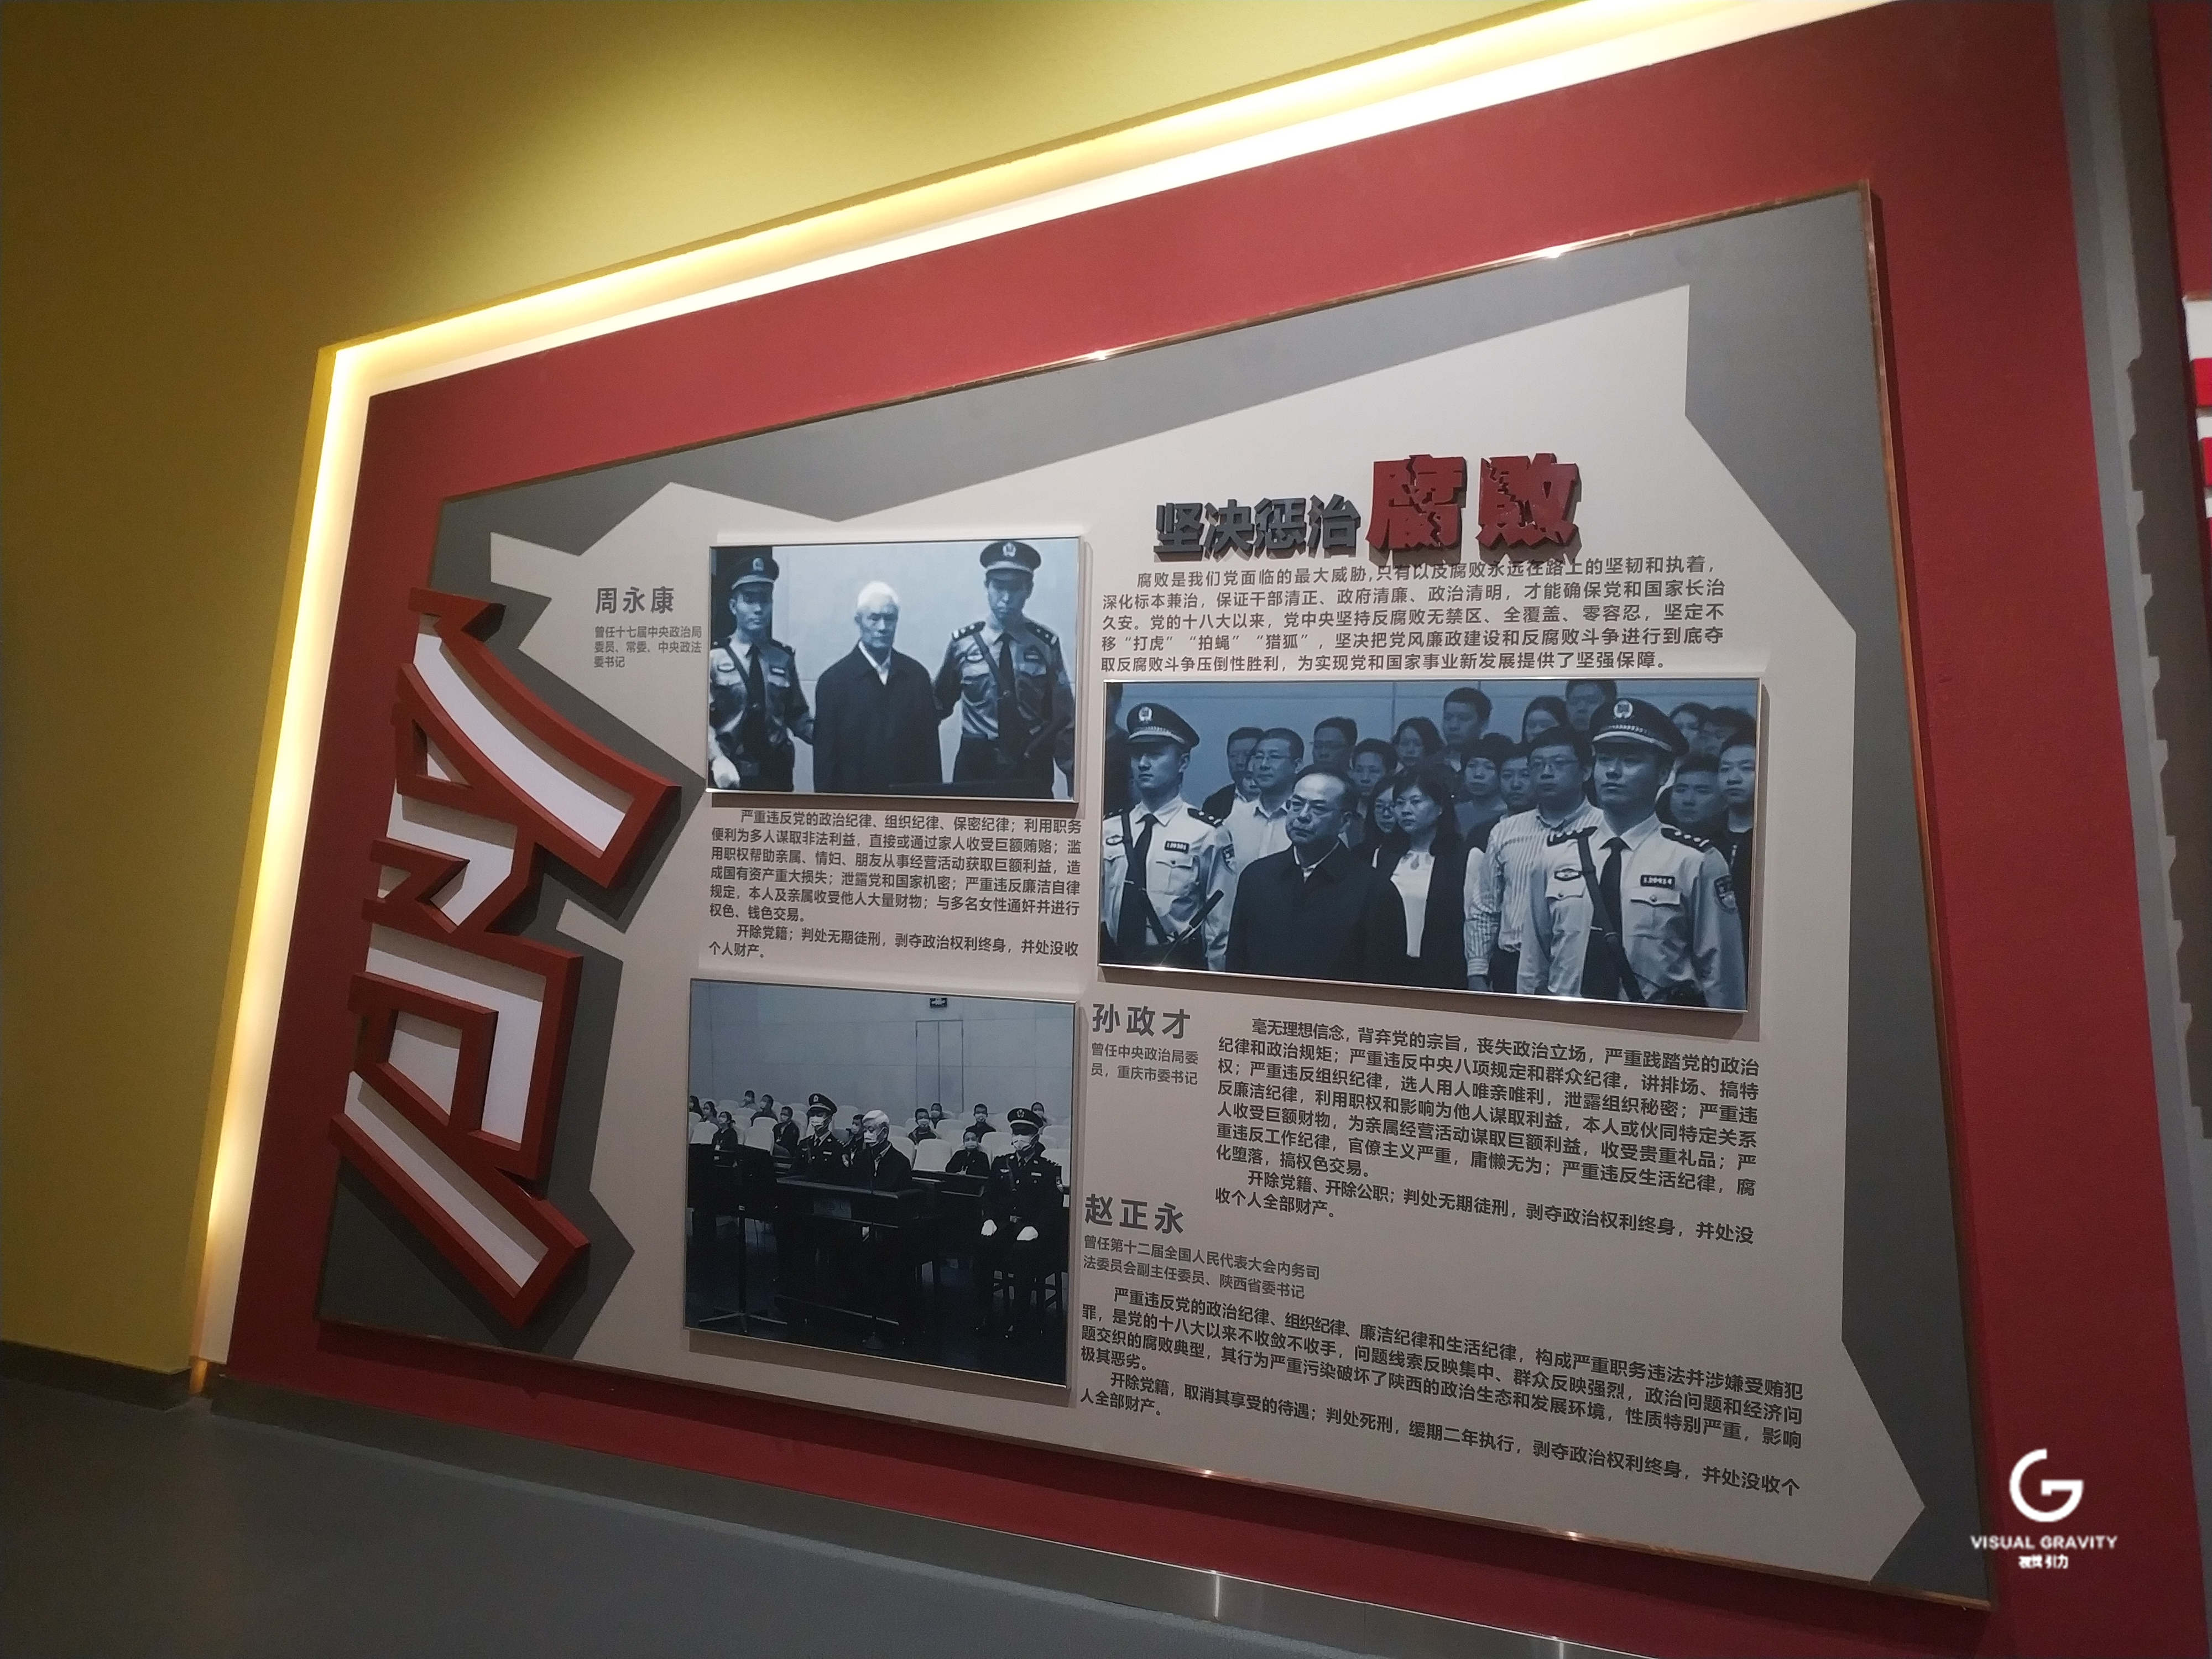 坚决惩治腐败
腐败是我们党面临的最大威胁,只有以反腐败永远在路上的坚韧和执着，
深化标本兼治，保证干部清正、政府清廉、政治清明，才能确保党和国家长治
久安。党的十八大以来，党中央坚持反腐败无禁区、全覆盖、零容忍，坚定不
移“打虎”“拍蝇”“猎狐”，坚决把党风廉政建设和反腐败斗争进行到底夺
取反腐败斗争压倒性胜利，为实现党和国家事业新发展提供了坚强保障。
周永康
曾任十七届中央政治局
委员、常委、中央政法
委书记
严重违反党的政治纪律、组织纪律、保密纪律；利用职务
便利为多人谋取非法利益，直接或通过家人收受巨额贿赂；滥
用职权帮助亲属、情妇、朋友从事经营活动获取巨额利益，造
成国有资产重大损失；泄露党和国家机密；严重违反廉洁自律
规定，本人及亲属收受他人大量财物；与多名女性通奸并进行
权色、钱色交易。
开除党籍；判处无期徒刑，剥夺政治权利终身，并处没收
个人财产。
孙政才
曾任中央政治局委
员，重庆市委书记
毫无理想信念，背弃党的宗旨，丧失政治立场，严重践踏党的政治
纪律和政治规矩；严重违反中央八项规定和群众纪律，讲排场、搞特
权；严重违反组织纪律，选人用人唯亲唯利，泄露组织秘密；严重违
反廉洁纪律，利用职权和影响为他人谋取利益，本人或伙同特定关系
人收受巨额财物，为亲属经营活动谋取巨额利益，收受贵重礼品；严
重违反工作纪律，官僚主义严重，庸懒无为；严重违反生活纪律，腐
化堕落，搞权色交易。
开除党籍、开除公职；判处无期徒刑，剥夺政治权利终身，并处没
收个人全部财产。
赵正永
曾任第十二届全国人民代表大会内务司
法委员会副主任委员、陕西省委书记
严重违反党的政治纪律、组织纪律、廉洁纪律和生活纪律，构成严重职务违法并涉嫌受贿犯
罪，是党的十八大以来不收敛不收手，问题线索反映集中、群众反映强烈，政治问题和经济问
题交织的腐败典型，其行为严重污染破坏了陕西的政治生态和发展环境，性质特别严重，影响
极其恶劣。
开除党籍，取消其享受的待遇；判处死刑，缓期二年执行，剥夺政治权利终身，并处没收个
人全部财产。
VISUAL GRAVITY
视觉引力